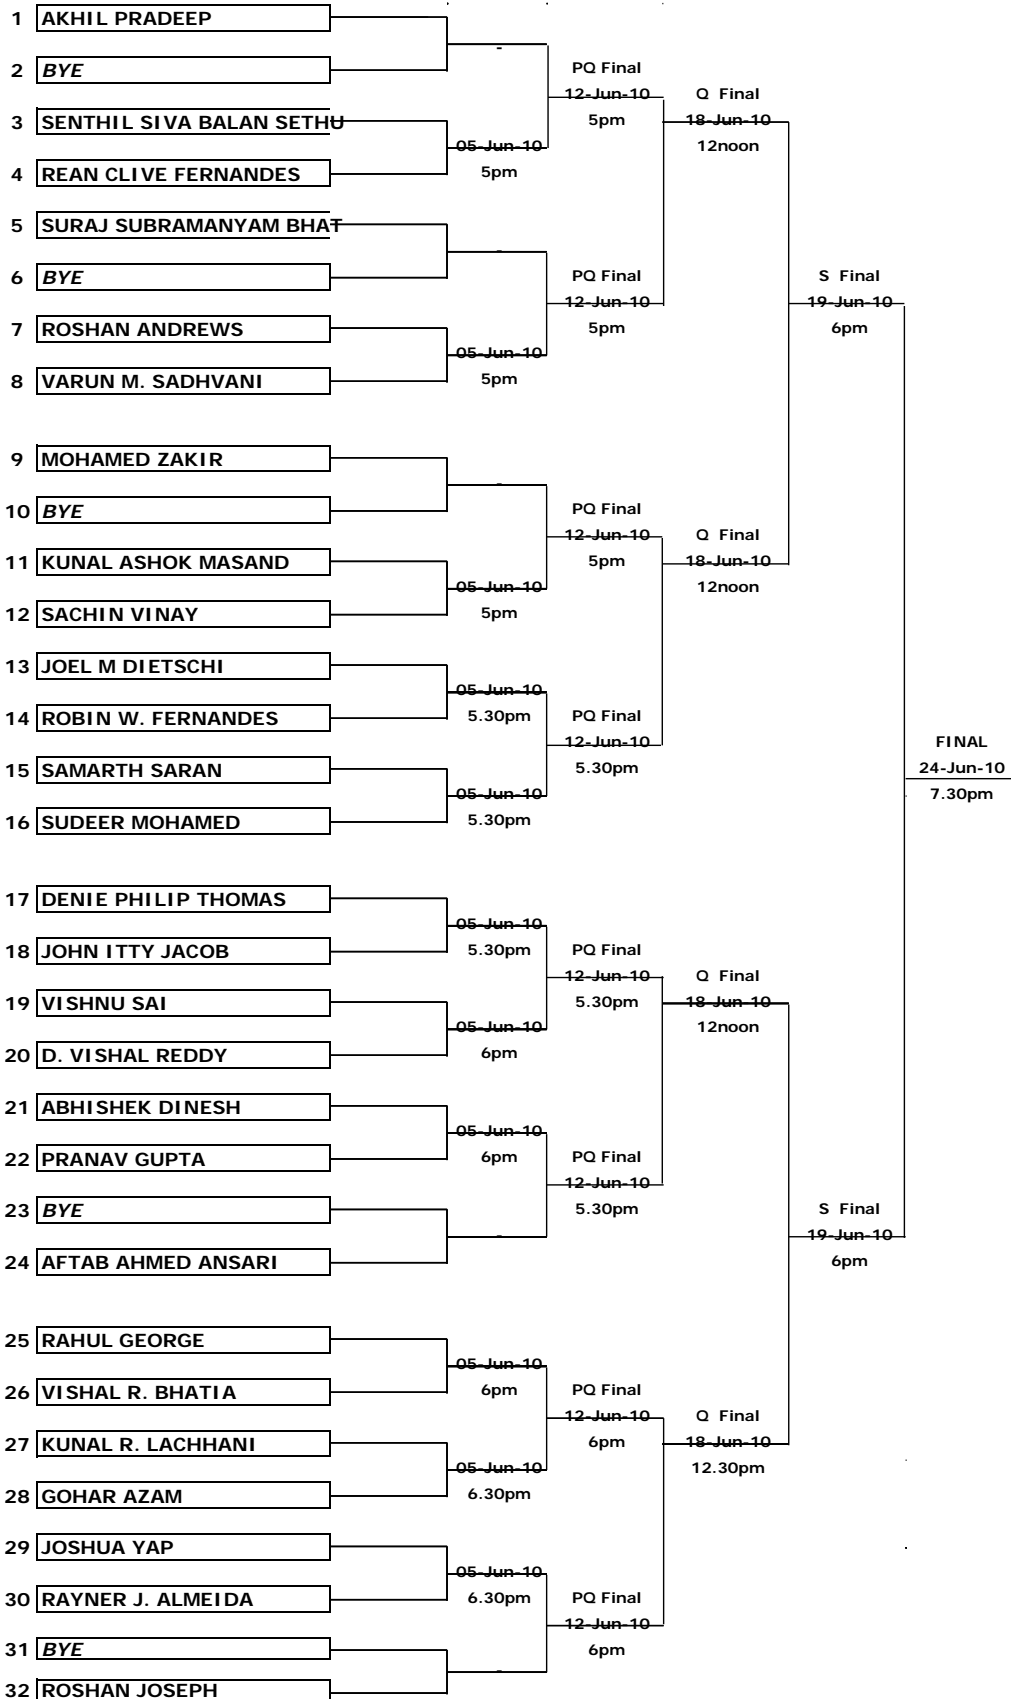 1 AKHIL PRADEEP
-
2 BYE
PQ Final
12-Jun-10
5pm
Q Final
18-Jun-10
12noon
3 SENTHIL SIVA BALAN SETHU
05-Jun-10
5pm
4 REAN CLIVE FERNANDES
5 SURAJ SUBRAMANYAM BHAT
-
6 BYE
PQ Final
12-Jun-10
5pm
S Final
19-Jun-10
6pm
7 ROSHAN ANDREWS
05-Jun-10
5pm
8 VARUN M. SADHVANI
9 MOHAMED ZAKIR
-
10 BYE
PQ Final
12-Jun-10
5pm
Q Final
18-Jun-10
12noon
11 KUNAL ASHOK MASAND
05-Jun-10
5pm
12 SACHIN VINAY
13 JOEL M DIETSCHI
05-Jun-10
5.30pm
14 ROBIN W. FERNANDES
PQ Final
12-Jun-10
5.30pm
FINAL
24-Jun-10
7.30pm
15 SAMARTH SARAN
05-Jun-10
5.30pm
16 SUDEER MOHAMED
17 DENIE PHILIP THOMAS
05-Jun-10
5.30pm
18 JOHN ITTY JACOB
PQ Final
12-Jun-10
5.30pm
Q Final
18-Jun-10
12noon
19 VISHNU SAI
05-Jun-10
6pm
20 D. VISHAL REDDY
21 ABHISHEK DINESH
05-Jun-10
6pm
22 PRANAV GUPTA
PQ Final
12-Jun-10
5.30pm
23 BYE
-
S Final
19-Jun-10
6pm
24 AFTAB AHMED ANSARI
25 RAHUL GEORGE
05-Jun-10
6pm
26 VISHAL R. BHATIA
PQ Final
12-Jun-10
6pm
Q Final
18-Jun-10
12.30pm
27 KUNAL R. LACHHANI
05-Jun-10
6.30pm
28 GOHAR AZAM
29 JOSHUA YAP
05-Jun-10
6.30pm
30 RAYNER J. ALMEIDA
PQ Final
12-Jun-10
6pm
31 BYE
-
32 ROSHAN JOSEPH